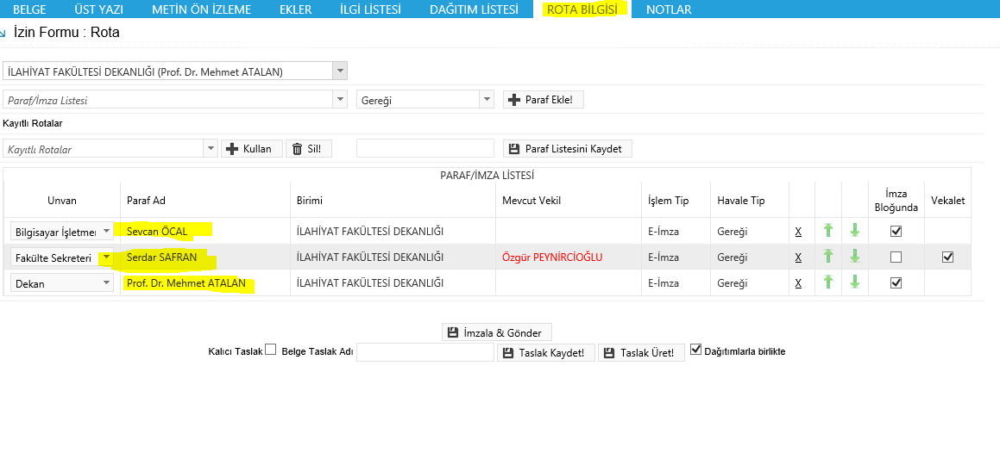 BELGE ÜST YAZI METİN ÖN İZLEME EKLER İLGİ LİSTESİ DAĞITIM LİSTESİ ROTA BİLGİSİ NOTLAR
İzin Formu : Rota
İLAHİYAT FAKÜLTESİ DEKANLIĞI (Prof. Dr. Mehmet ATALAN)
Paraf/İmza Listesi Gereği Paraf Ekle!
Kayıtlı Rotalar
Kayıtlı Rotalar Kullan Sil! Paraf Listesini Kaydet
PARAF/İMZA LİSTESİ
Unvan Paraf Ad Birimi Mevcut Vekil İşlem Tip Havale Tip İmza Bloğunda Vekalet
Bilgisayar İşletmen Sevcan ÖCAL İLAHİYAT FAKÜLTESİ DEKANLIĞI E-İmza Gereği X
Fakülte Sekreteri Serdar SAFRAN İLAHİYAT FAKÜLTESİ DEKANLIĞI Özgür PEYNİRCİOĞLU E-İmza Gereği X
Dekan Prof. Dr. Mehmet ATALAN İLAHİYAT FAKÜLTESİ DEKANLIĞI E-İmza Gereği X
İmzala & Gönder
Kalıcı Taslak Belge Taslak Adı Taslak Kaydet! Taslak Üret! Dağıtımlarla birlikte